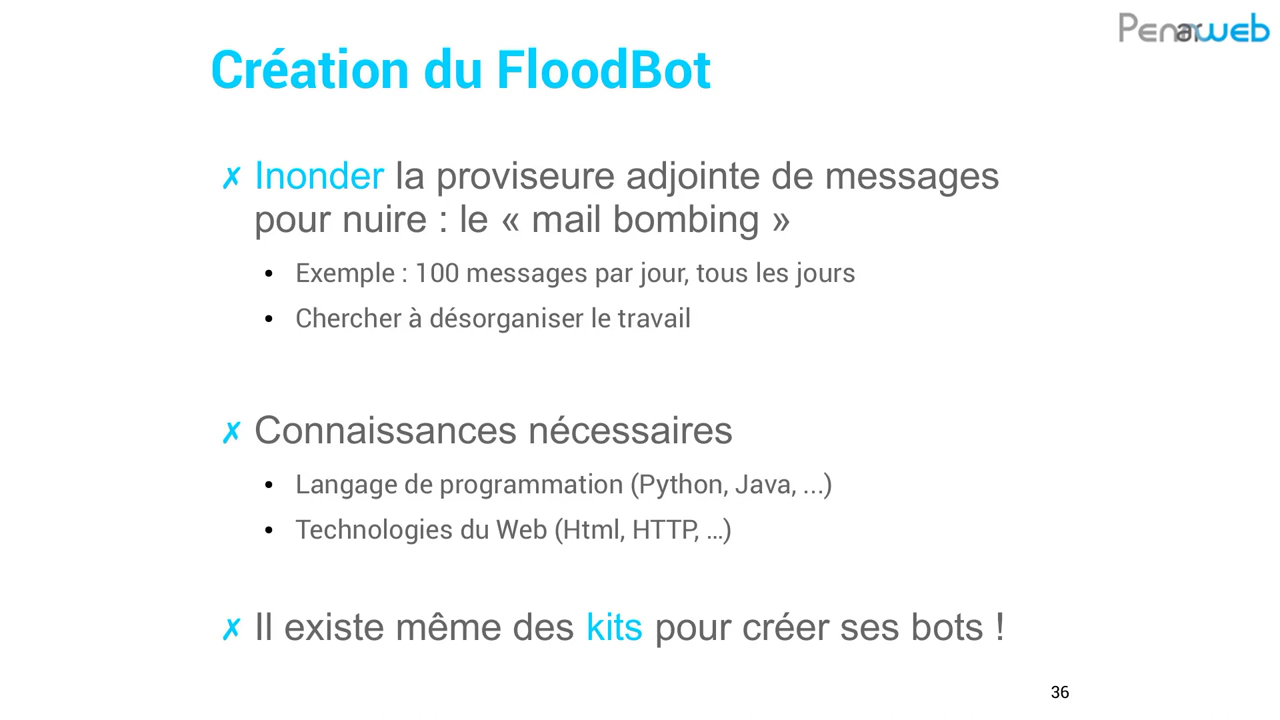 Penarweb
Création du FloodBot
✗ Inonder la proviseure adjointe de messages
pour nuire : le « mail bombing »
• Exemple : 100 messages par jour, tous les jours
• Chercher à désorganiser le travail
✗ Connaissances nécessaires
• Langage de programmation (Python, Java, ...)
• Technologies du Web (Html, HTTP, ...)
✗ Il existe même des kits pour créer ses bots !
36